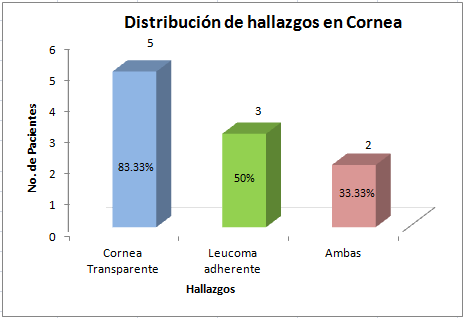 Distribución de hallazgos en Cornea
No. de Pacientes
6
5
4
3
2
1
0
5
3
2
83.33%
50%
33.33%
Cornea
Transparente
Leucoma
adherente
Ambas
Hallazgos